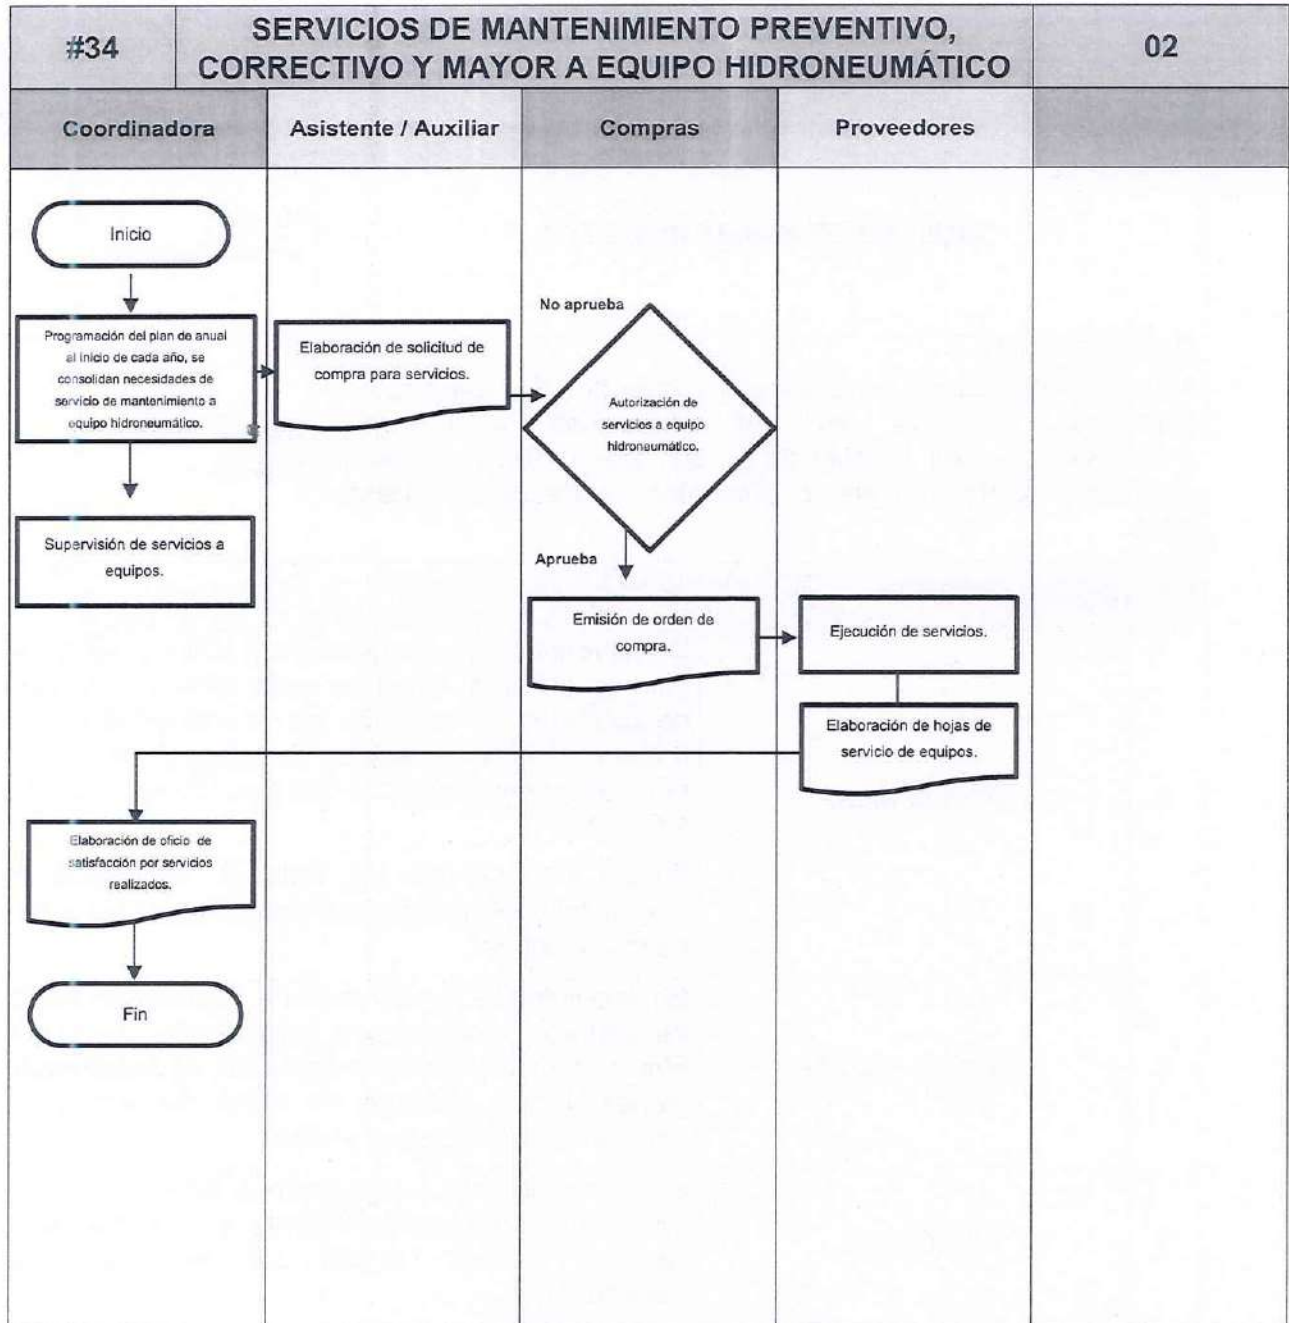 #34
SERVICIOS DE MANTENIMIENTO PREVENTIVO,
CORRECTIVO Y MAYOR A EQUIPO HIDRONEUMÁTICO
02
Coordinadora
Asistente / Auxiliar
Compras
Proveedores
Inicio
Programación del plan de anual
al inicio de cada año, se
consolidan necesidades de
servicio de mantenimiento a
equipo hidroneumático.
Elaboración de solicitud de
compra para servicios.
No aprueba
Autorización de
servicios a equipo
hidroneumático.
Supervisión de servicios a
equipos.
Aprueba
Emisión de orden de
compra.
Ejecución de servicios.
Elaboración de hojas de
servicio de equipos.
Elaboración de oficio de
satisfacción por servicios
realizados.
Fin